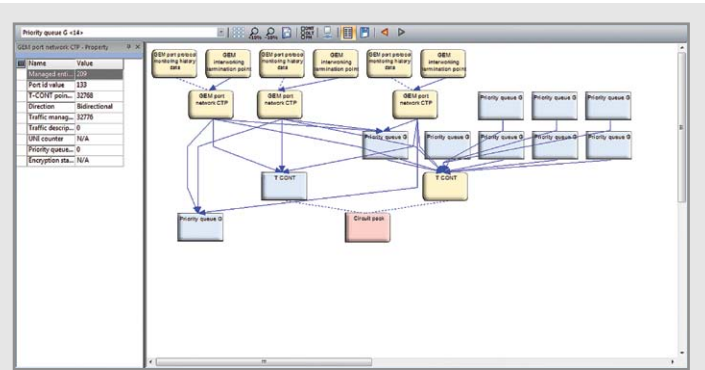 Priority queue G <14>
GEM port network CTP - Property
Name Value
Managed enti... 209
Port id value 133
T-CONT poin... 32768
Direction Bidirectional
Traffic manag... 32776
Traffic descrip... 0
UNI counter N/A
Priority queue... 0
Encryption sta... N/A
GEM port protocol monitoring history data
GEM interworking termination point
GEM port protocol monitoring history data
GEM interworking termination point
GEM port protocol monitoring history data
GEM interworking termination point
GEM port network CTP
GEM port network CTP
GEM port network CTP
Priority queue G
Priority queue G
Priority queue G
Priority queue G
Priority queue G
Priority queue G
Priority queue G
Priority queue G
T CONT
T CONT
Priority queue G
Circuit pack